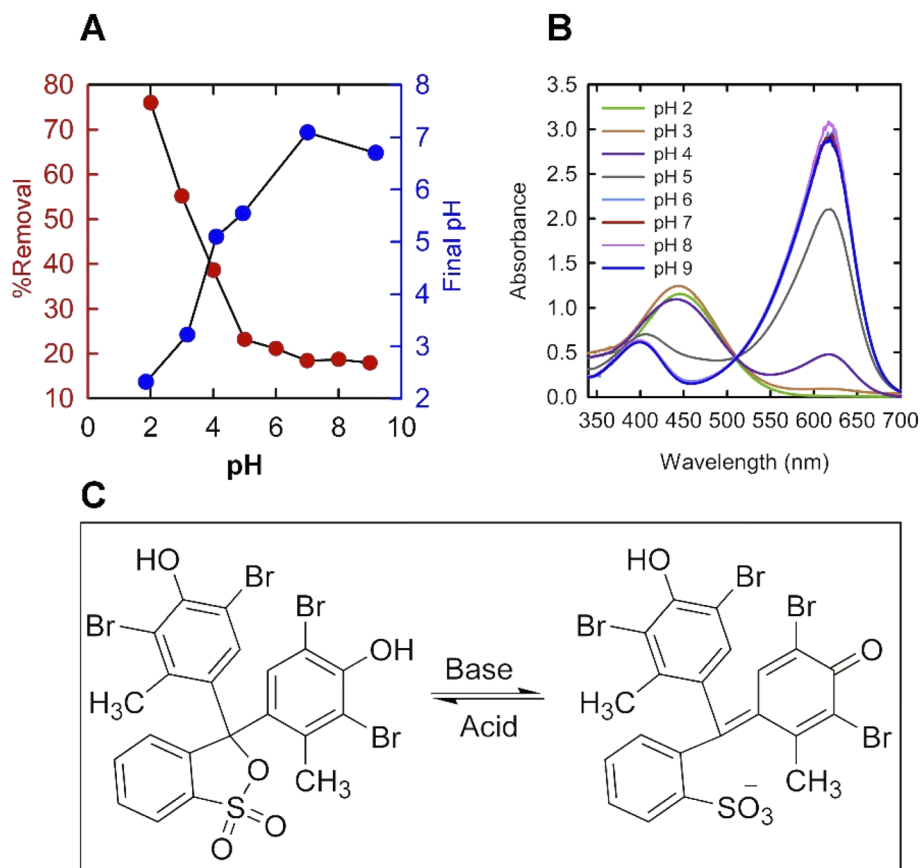 A
B
%Removal
80
70
60
50
40
30
20
10
0
2
4
6
8
10
pH
8
7
6
5
4
3
2
Final pH
Absorbance
3.5
3.0
2.5
2.0
1.5
1.0
0.5
0.0
pH 2
pH 3
pH 4
pH 5
pH 6
pH 7
pH 8
pH 9
350 400 450 500 550 600 650 700
Wavelength (nm)
C
HO
Br
Br
Br
OH
H₃C
Br
CH₃
O
S
O
O
Base
Acid
HO
Br
Br
Br
O
H₃C
Br
CH₃
SO₃⁻